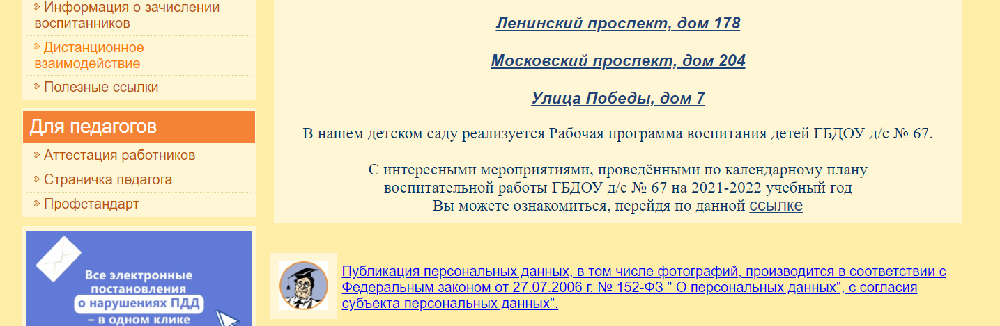 Информация о зачислении
воспитанников
Дистанционное
взаимодействие
Полезные ссылки
Для педагогов
Аттестация работников
Страничка педагога
Профстандарт
Все электронные
постановления
о нарушениях ПДД
– в одном клике
Ленинский проспект, дом 178
Московский проспект, дом 204
Улица Победы, дом 7
В нашем детском саду реализуется Рабочая программа воспитания детей ГБДОУ д/с № 67.
С интересными мероприятиями, проведёнными по календарному плану
воспитательной работы ГБДОУ д/с № 67 на 2021-2022 учебный год
Вы можете ознакомиться, перейдя по данной ссылке
Публикация персональных данных, в том числе фотографий, производится в соответствии с
Федеральным законом от 27.07.2006 г. № 152-ФЗ " О персональных данных", с согласия
субъекта персональных данных".